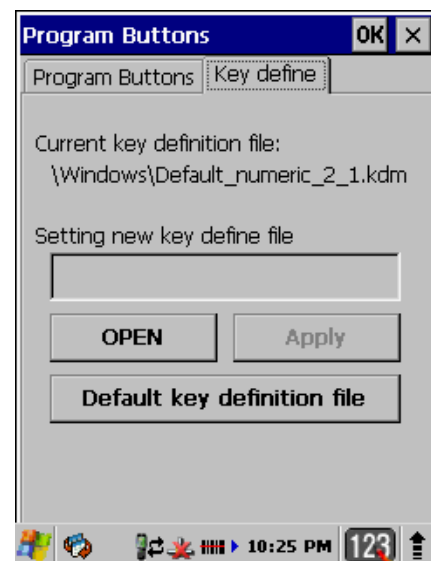 Program Buttons OK ×
Program Buttons Key define
Current key definition file:
\Windows\Default_numeric_2_1.kdm
Setting new key define file
OPEN Apply
Default key definition file
10:25 PM 123